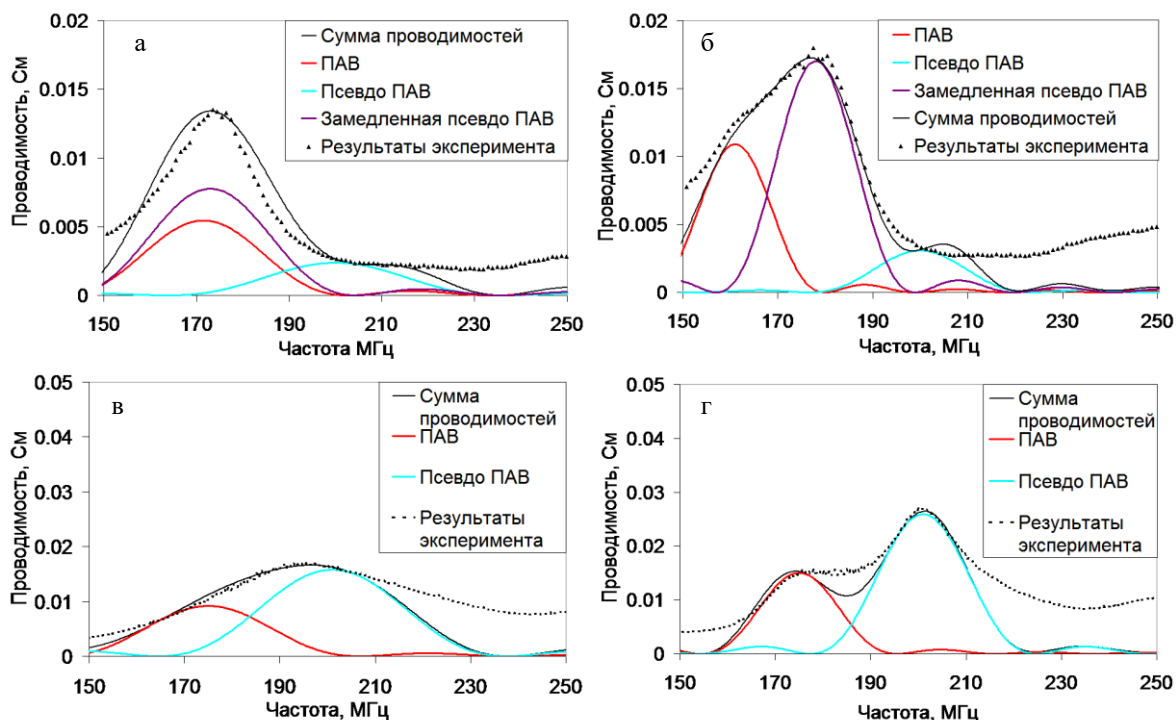 а
0.02
0.015
0.01
0.005
0
Проводимость, См
Сумма проводимостей
ПАВ
Псевдо ПАВ
Замедленная псевдо ПАВ
Результаты эксперимента
150 170 190 210 230 250
Частота МГц
б
0.02
0.015
0.01
0.005
0
Проводимость, См
ПАВ
Псевдо ПАВ
Замедленная псевдо ПАВ
Сумма проводимостей
Результаты эксперимента
150 170 190 210 230 250
Частота, МГц
в
0.05
0.04
0.03
0.02
0.01
0
Проводимость, См
Сумма
проводимостей
ПАВ
Псевдо ПАВ
Результаты
эксперимента
150 170 190 210 230 250
Частота, МГц
г
0.05
0.04
0.03
0.02
0.01
0
Проводимость, См
Сумма
проводимостей
ПАВ
Псевдо ПАВ
Результаты
эксперимента
150 170 190 210 230 250
Частота, МГц